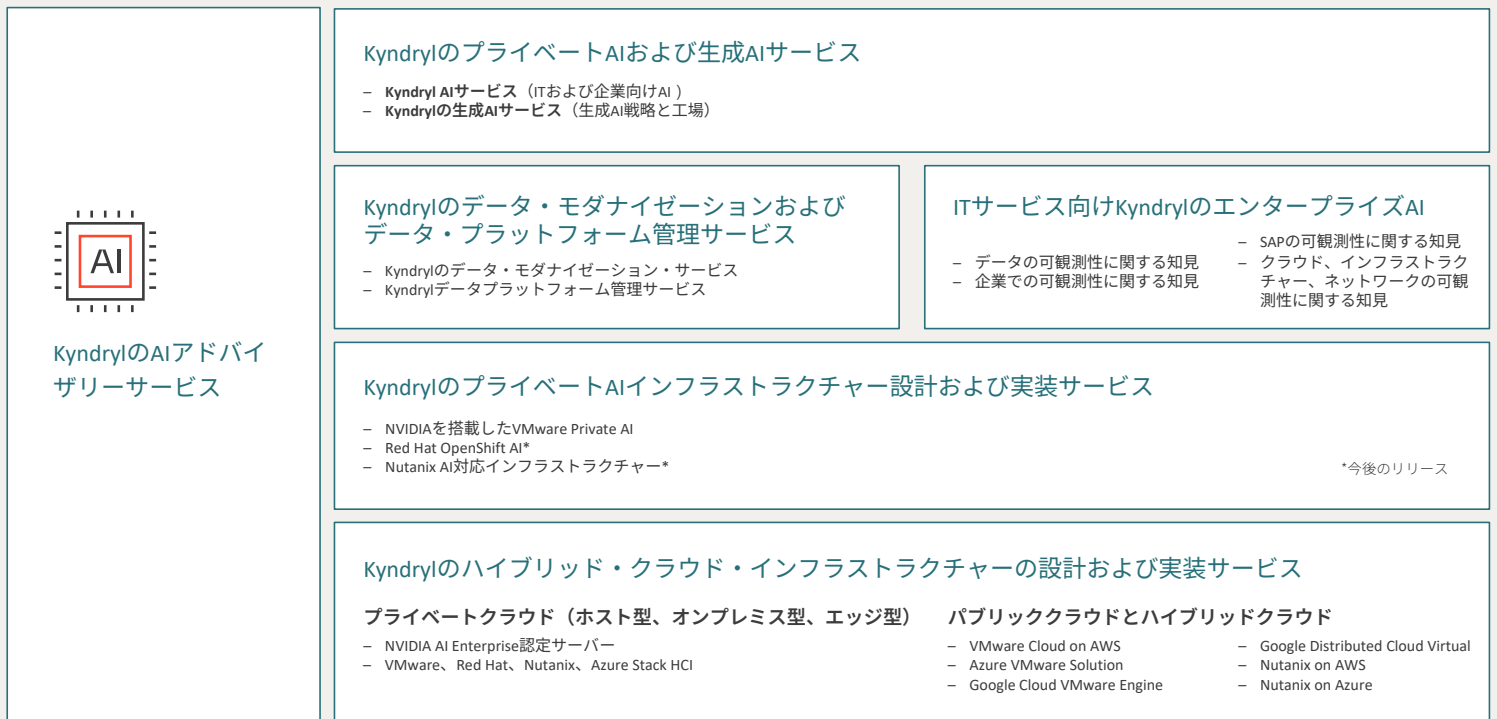 AI
KyndrylのAIアドバイ
ザリーサービス
KyndrylのプライベートAIおよび生成AIサービス
– Kyndryl AIサービス（ITおよび企業向けAI ）
– Kyndrylの生成AIサービス（生成AI戦略と工場）
Kyndrylのデータ・モダナイゼーションおよび
データ・プラットフォーム管理サービス
– Kyndrylのデータ・モダナイゼーション・サービス
– Kyndrylデータプラットフォーム管理サービス
ITサービス向けKyndrylのエンタープライズAI
– データの可観測性に関する知見
– 企業での可観測性に関する知見
– SAPの可観測性に関する知見
– クラウド、インフラストラク
チャー、ネットワークの可観
測性に関する知見
KyndrylのプライベートAIインフラストラクチャー設計および実装サービス
– NVIDIAを搭載したVMware Private AI
– Red Hat OpenShift AI*
– Nutanix AI対応インフラストラクチャー*
*今後のリリース
Kyndrylのハイブリッド・クラウド・インフラストラクチャーの設計および実装サービス
プライベートクラウド（ホスト型、オンプレミス型、エッジ型）
– NVIDIA AI Enterprise認定サーバー
– VMware、Red Hat、Nutanix、Azure Stack HCI
パブリッククラウドとハイブリッドクラウド
– VMware Cloud on AWS
– Azure VMware Solution
– Google Cloud VMware Engine
– Google Distributed Cloud Virtual
– Nutanix on AWS
– Nutanix on Azure